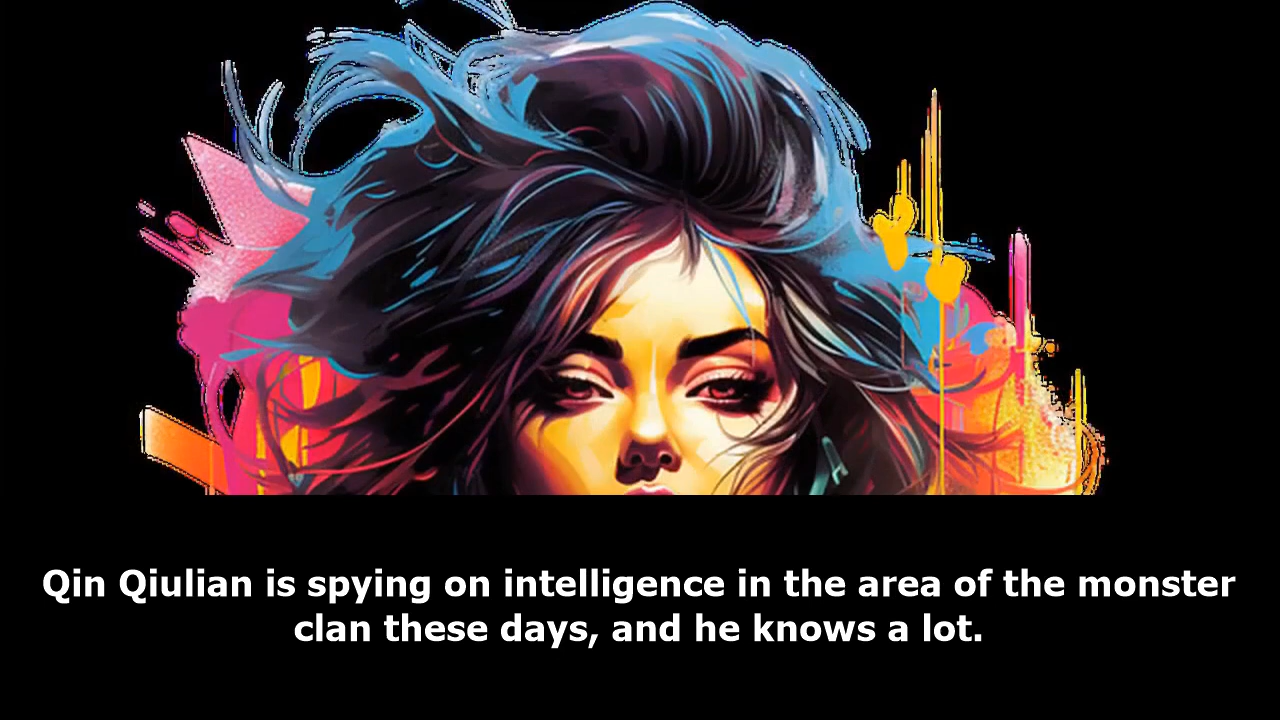 Qin Qiulian is spying on intelligence in the area of the monster
clan these days, and he knows a lot.